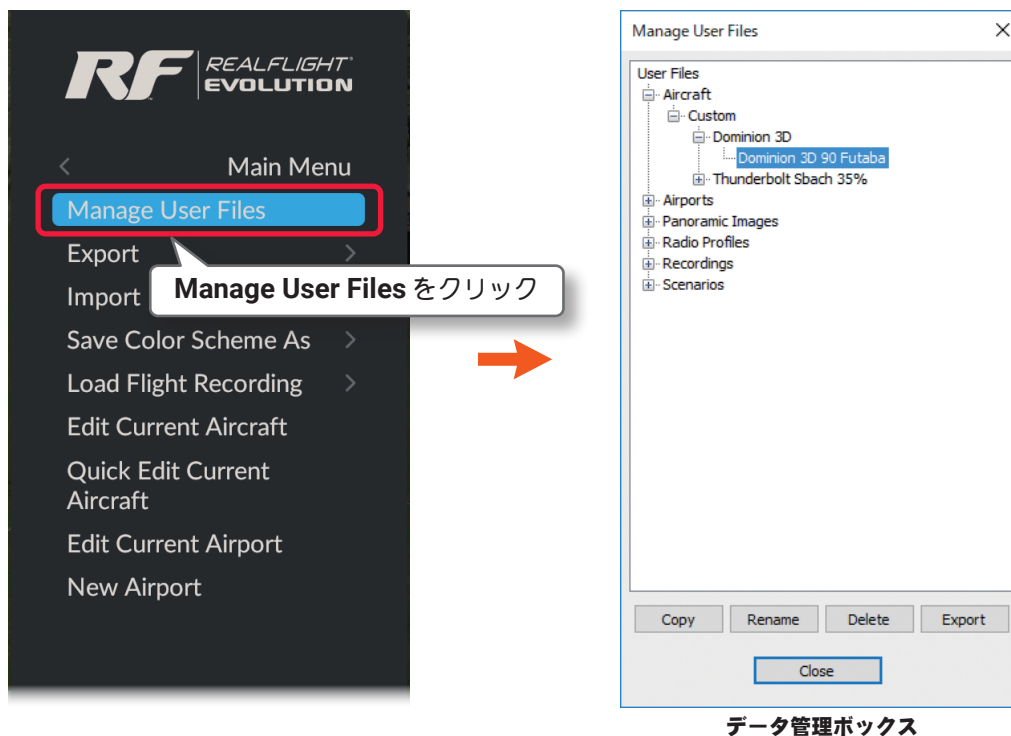 RF REALFLIGHT
EVOLUTION
< Main Menu
Manage User Files
Export >
Import
Manage User Files をクリック
Save Color Scheme As >
Load Flight Recording >
Edit Current Aircraft
Quick Edit Current
Aircraft
Edit Current Airport
New Airport
Manage User Files ×
User Files
Aircraft
Custom
Dominion 3D
Dominion 3D 90 Futaba
Thunderbolt Sbach 35%
Airports
Panoramic Images
Radio Profiles
Recordings
Scenarios
Copy Rename Delete Export
Close
データ管理ボックス